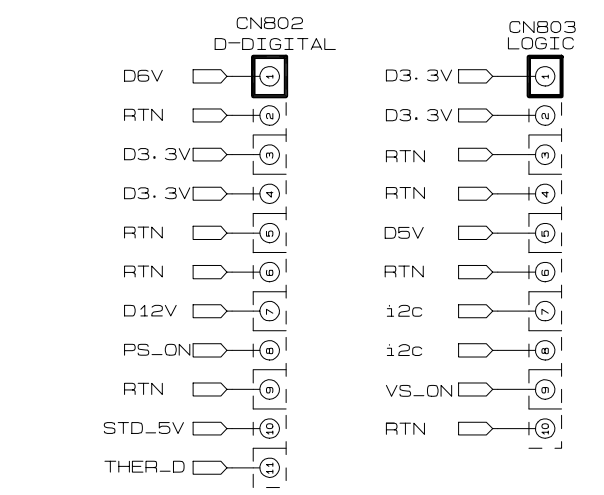 CN802
D-DIGITAL
D6V 1
RTN 2
D3.3V 3
D3.3V 4
RTN 5
RTN 6
D12V 7
PS_ON 8
RTN 9
STD_5V 10
THER_D 11
CN803
LOGIC
D3.3V 1
D3.3V 2
RTN 3
RTN 4
D5V 5
RTN 6
i2c 7
i2c 8
VS_ON 9
RTN 10